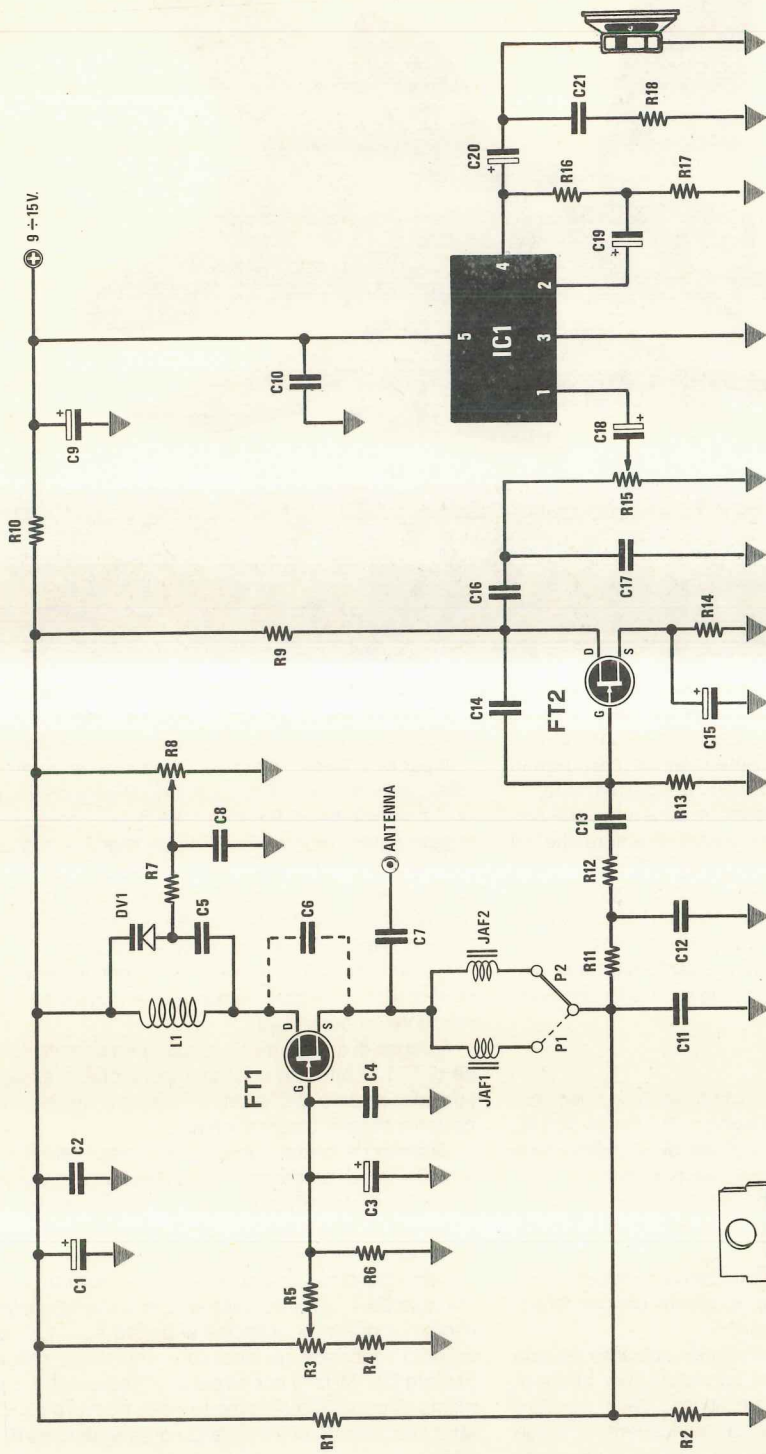 9 ÷ 15V.
R10
+
C9
C10
+
C1
C2
R8
R7
C8
DV1
C5
L1
R9
C6
D
S
G
FT1
C7
ANTENNA
C4
+
C3
R5
R6
R3
R4
R1
R2
JAF1
JAF2
P1
P2
C11
R11
C12
R12
C13
R13
C14
FT2
G
D
S
+
C15
R14
C16
C17
R15
C18
+
IC1
1
2
3
4
5
C19
+
R16
R17
C20
+
C21
R18